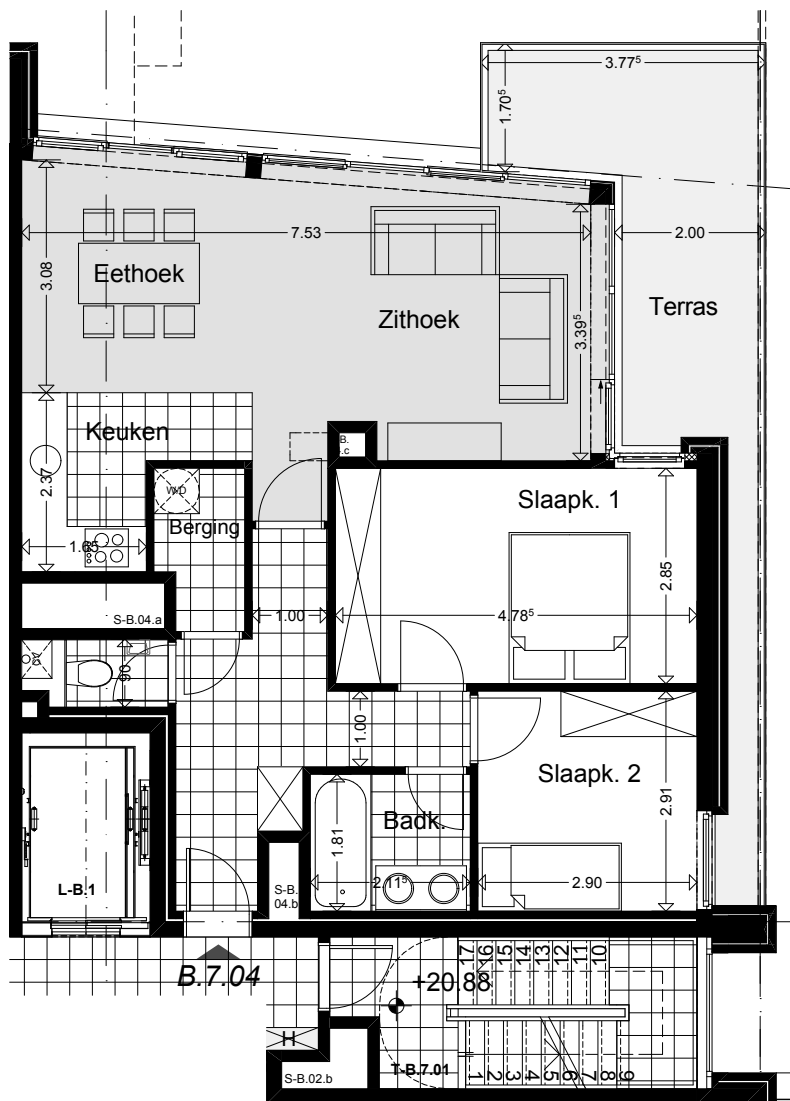 3.77⁵
1.70⁵
7.53
2.00
Eethoek
3.08
Zithoek
3.39⁵
Terras
Keuken
2.37
W-D
Berging
Slaapk. 1
1.65
2.85
S-B.04.a
1.00
4.78⁵
CV
.90
1.00
Slaapk. 2
2.91
Badk.
1.81
L-B.1
S-B.
04.b
2.11⁵
2.90
B.7.04
+20.88
17
16
15
14
13
12
11
10
H
S-B.02.b
T-B.7.01
1
2
3
4
5
6
7
8
9